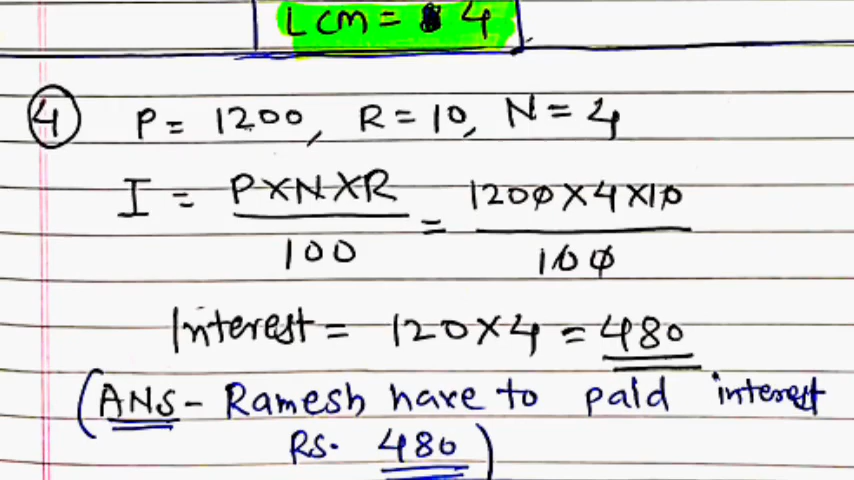 LCM = 4
4 P = 1200, R = 10, N = 4
I = P×N×R / 100 = 1200×4×10 / 100
Interest = 120×4 = 480
(ANS - Ramesh have to paid interest
RS. 480)